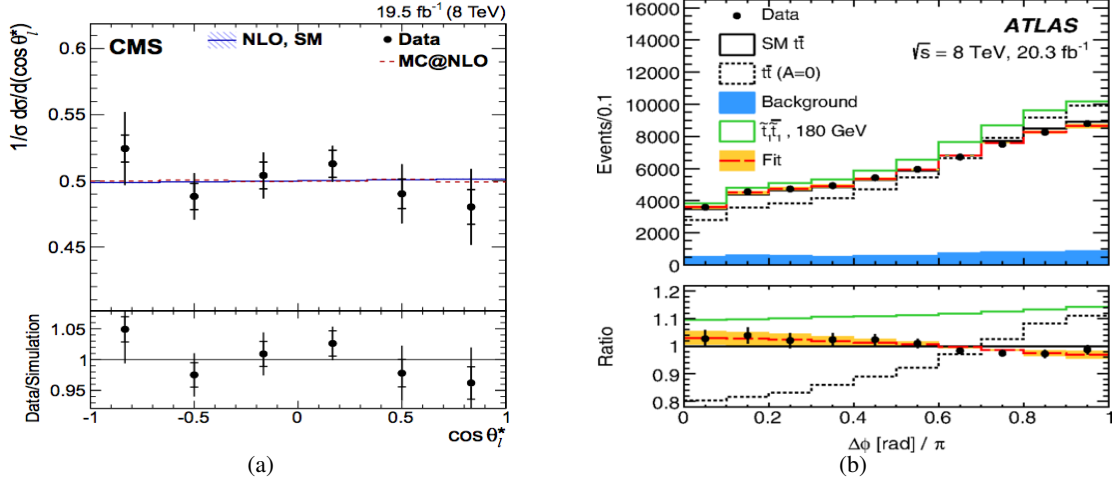 19.5 fb⁻¹ (8 TeV)
CMS
NLO, SM
Data
MC@NLO
1/σ dσ/d(cos θ*l)
0.6
0.55
0.5
0.45
Data/Simulation
1.05
1
0.95
-1 -0.5 0 0.5 1
cos θ*l
(a)
Events/0.1
16000
14000
12000
10000
8000
6000
4000
2000
0
Data
SM tt̄
tt̄ (A=0)
Background
t̃₁t̃̄₁ , 180 GeV
Fit
ATLAS
√s = 8 TeV, 20.3 fb⁻¹
Ratio
1.2
1.1
1
0.9
0.8
0 0.2 0.4 0.6 0.8 1
Δϕ [rad] / π
(b)